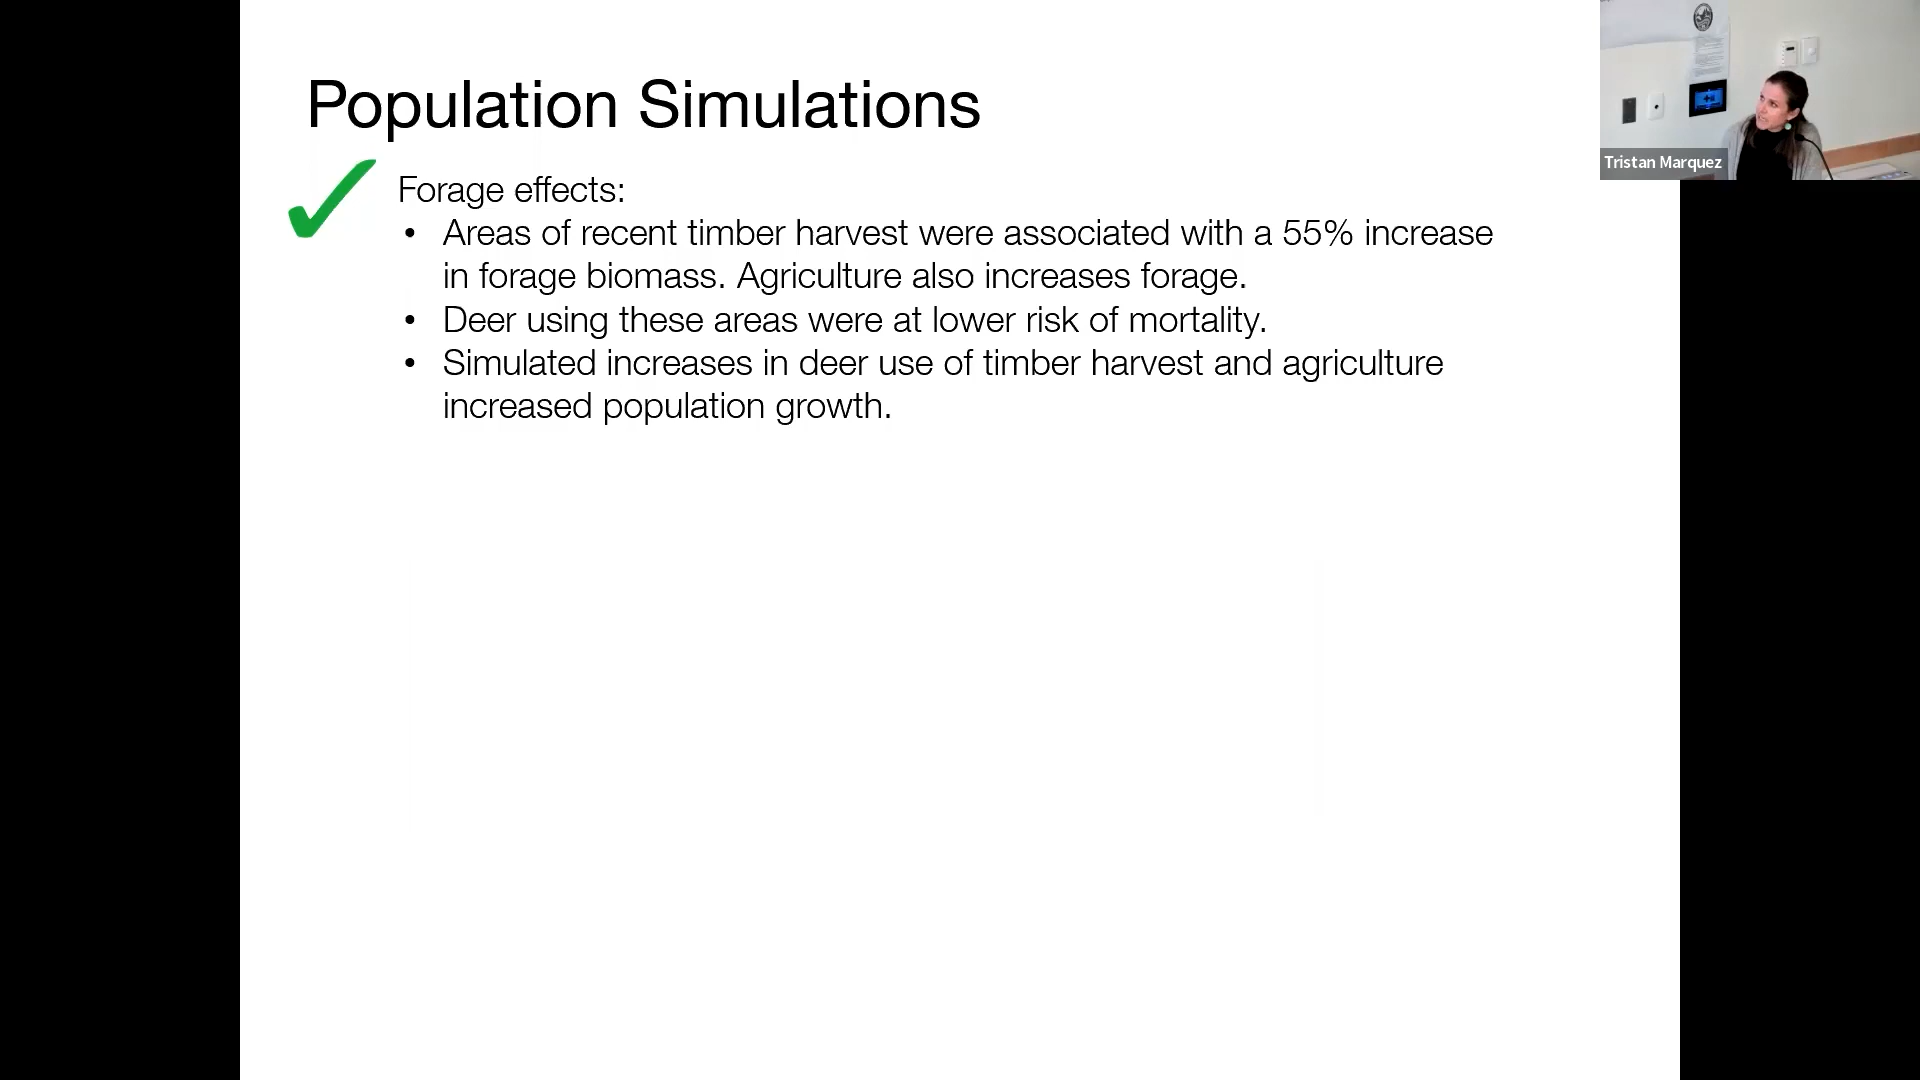 Population Simulations
Forage effects:
• Areas of recent timber harvest were associated with a 55% increase
in forage biomass. Agriculture also increases forage.
• Deer using these areas were at lower risk of mortality.
• Simulated increases in deer use of timber harvest and agriculture
increased population growth.
Tristan Marquez